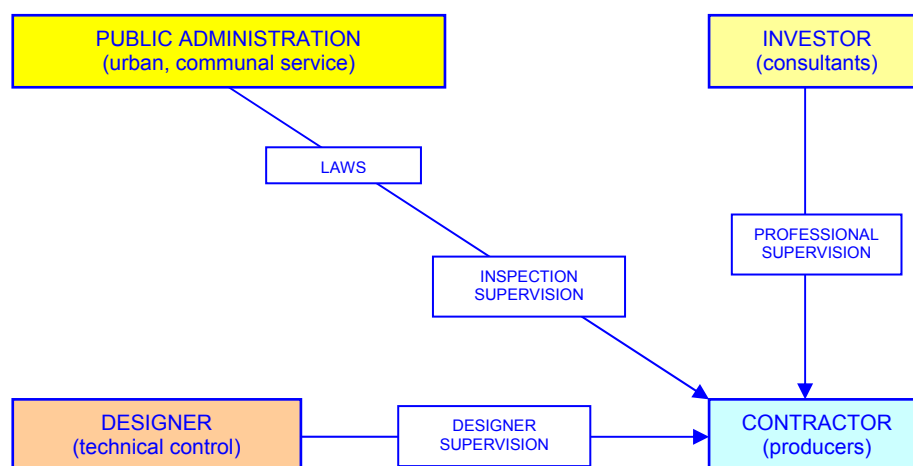 PUBLIC ADMINISTRATION
(urban, communal service)
INVESTOR
(consultants)
LAWS
PROFESSIONAL
SUPERVISION
INSPECTION
SUPERVISION
DESIGNER
(technical control)
DESIGNER
SUPERVISION
CONTRACTOR
(producers)